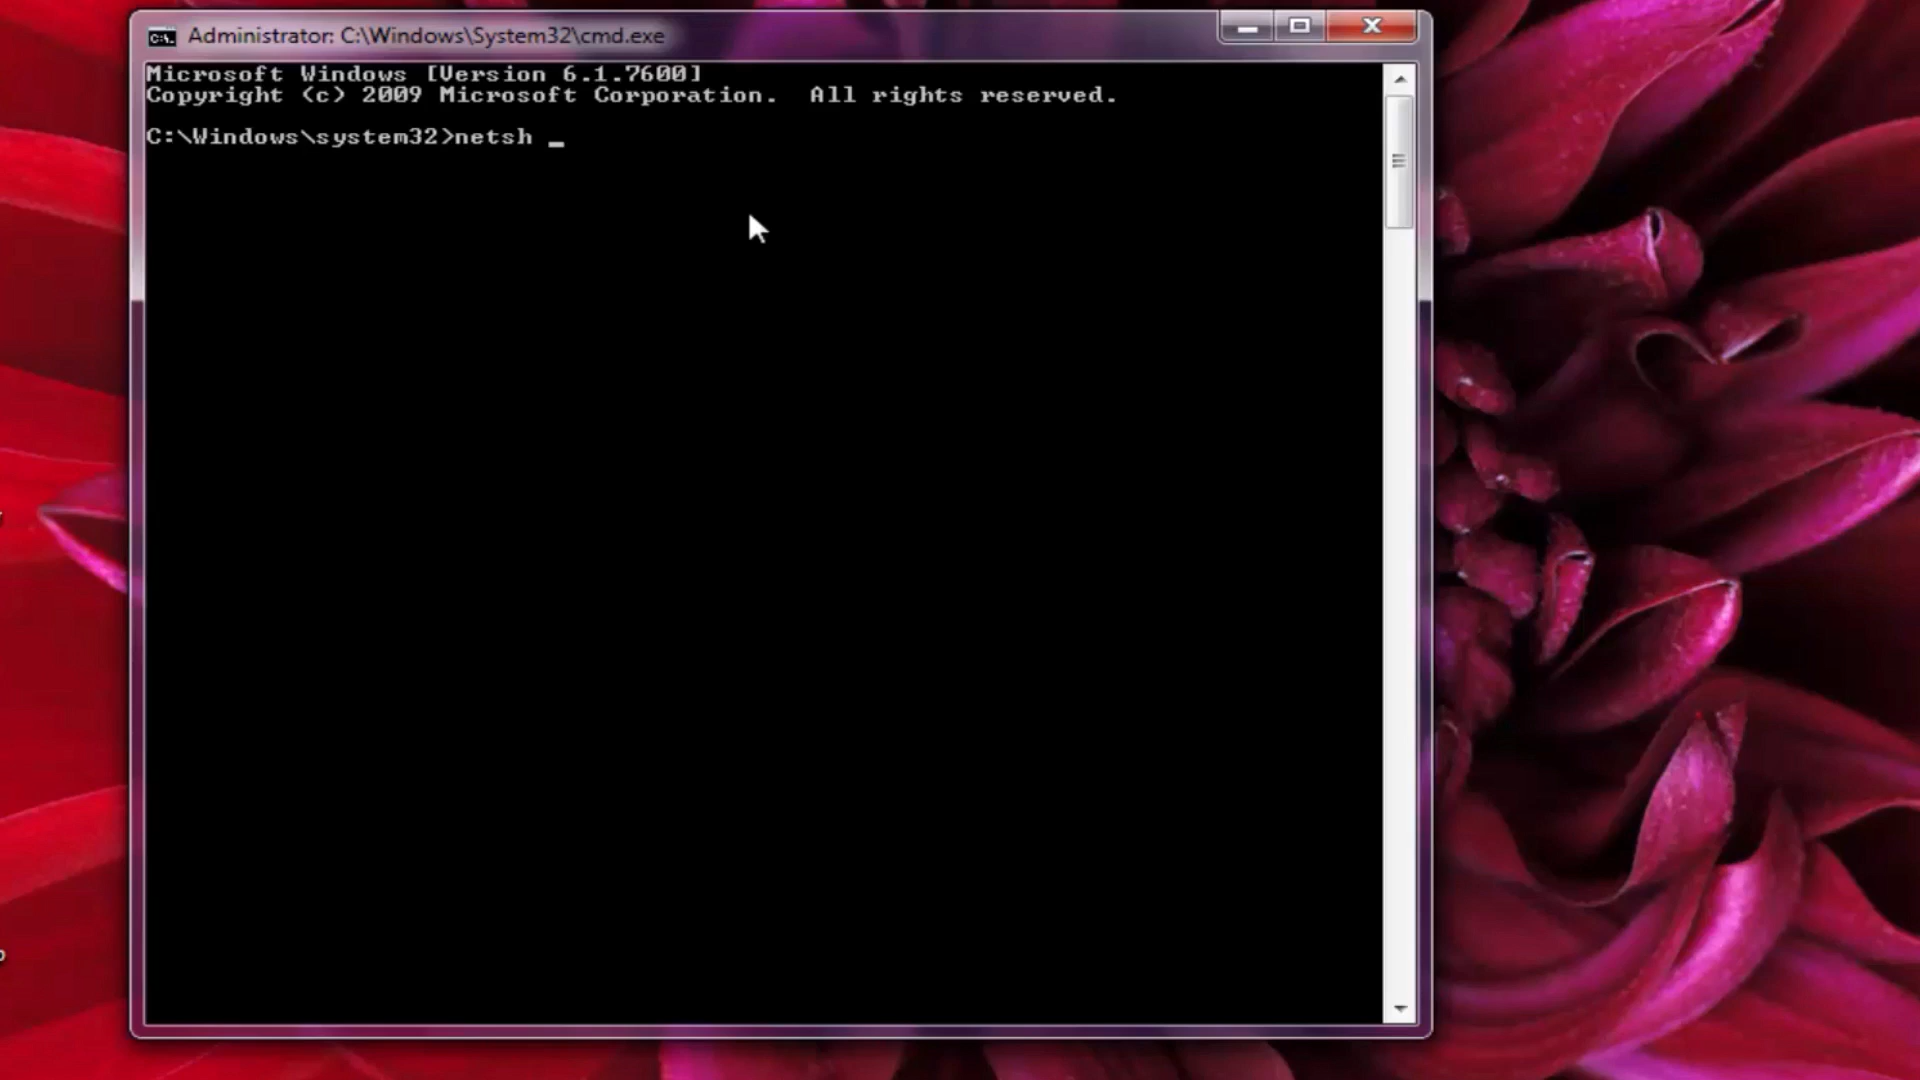 Administrator: C:\Windows\System32\cmd.exe
Microsoft Windows [Version 6.1.7600]
Copyright (c) 2009 Microsoft Corporation.  All rights reserved.
C:\Windows\system32>netsh _